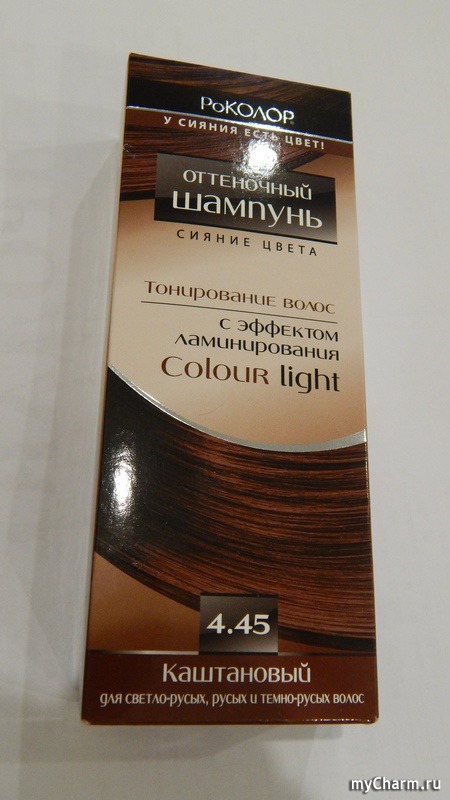 РОКОЛОР
У СИЯНИЯ ЕСТЬ ЦВЕТ!
ОТТЕНОЧНЫЙ
ШАМПУНЬ
СИЯНИЕ ЦВЕТА
ТОНИРОВАНИЕ ВОЛОС
С ЭФФЕКТОМ
ЛАМИНИРОВАНИЯ
Colour light
4.45
Каштановый
для светло-русых, русых и темно-русых волос
myCharm.ru